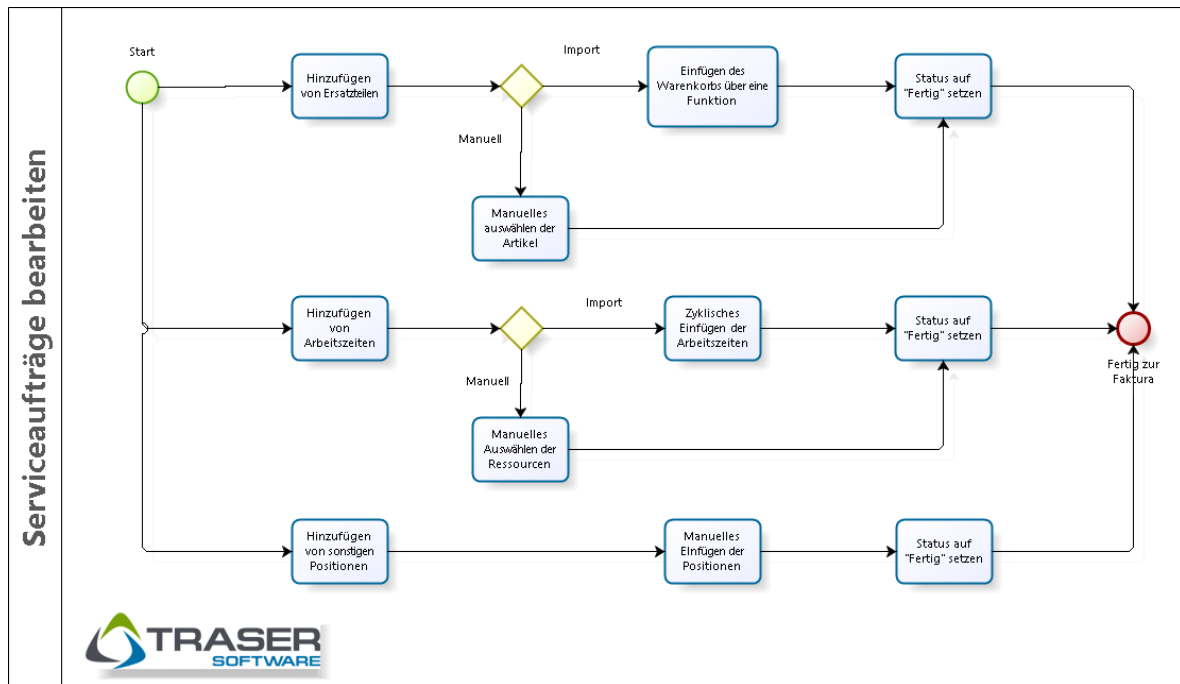 Serviceaufträge bearbeiten
Start
Hinzufügen
von Ersatzteilen
Import
Manuell
Einfügen des
Warenkorbs über eine
Funktion
Status auf
"Fertig" setzen
Manuelles
auswählen der
Artikel
Hinzufügen
von
Arbeitszeiten
Import
Manuell
Zyklisches
Einfügen der
Arbeitszeiten
Status auf
"Fertig" setzen
Fertig zur
Faktura
Manuelles
Auswählen der
Ressourcen
Hinzufügen
von sonstigen
Positionen
Manuelles
EInfügen der
Positionen
Status auf
"Fertig" setzen
TRASER
SOFTWARE